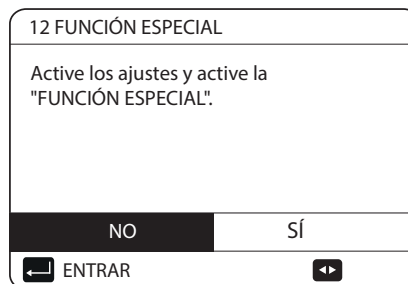 12 FUNCIÓN ESPECIAL
Active los ajustes y active la
"FUNCIÓN ESPECIAL".
NO SÍ
ENTRAR